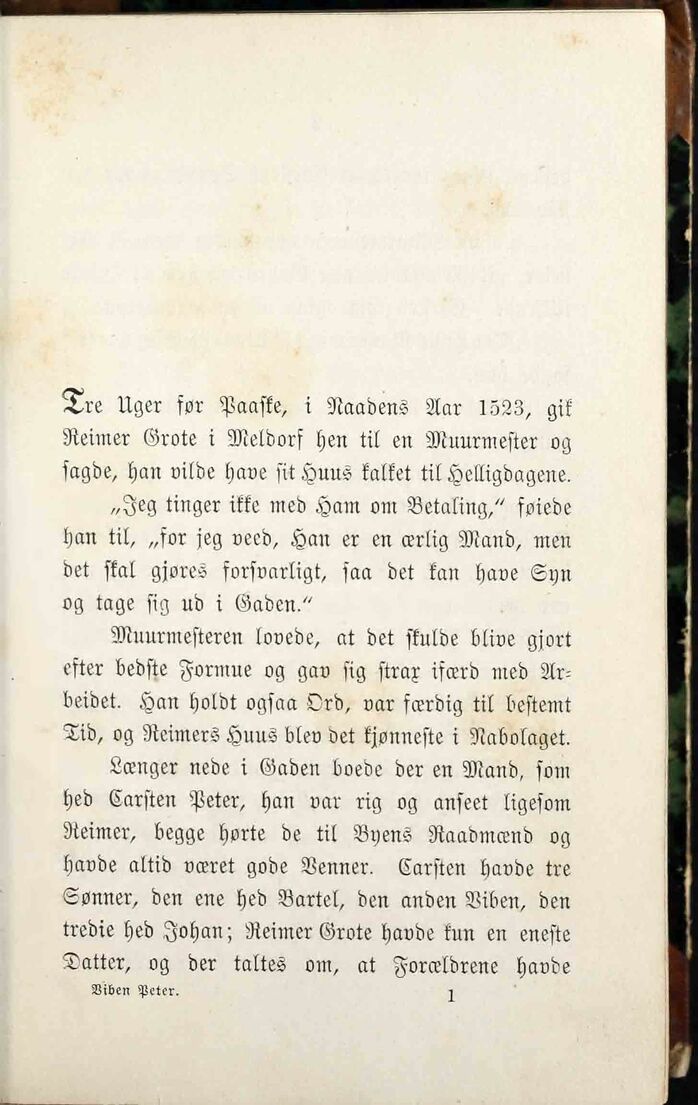 Tre Uger før Paaske, i Naadens Aar 1523, gik
Reimer Grote i Meldorf hen til en Muurmester og
sagde, han vilde have sit Huus kalket til Helligdagene.
„Jeg tinger ikke med Ham om Betaling,“ føiede
han til, „for jeg veed, Han er en ærlig Mand, men
det skal gjøres forsvarligt, saa det kan have Syn
og tage sig ud i Gaden.“
Muurmesteren lovede, at det skulde blive gjort
efter bedste Formue og gav sig strax ifærd med Ar-
beidet. Han holdt ogsaa Ord, var færdig til bestemt
Tid, og Reimers Huus blev det kjønneste i Nabolaget.
Længer nede i Gaden boede der en Mand, som
hed Carsten Peter, han var rig og anseet ligesom
Reimer, begge hørte de til Byens Raadmænd og
havde altid været gode Venner. Carsten havde tre
Sønner, den ene hed Bartel, den anden Viben, den
tredie hed Johan; Reimer Grote havde kun en eneste
Datter, og der taltes om, at Forældrene havde
Viben Peter. 1